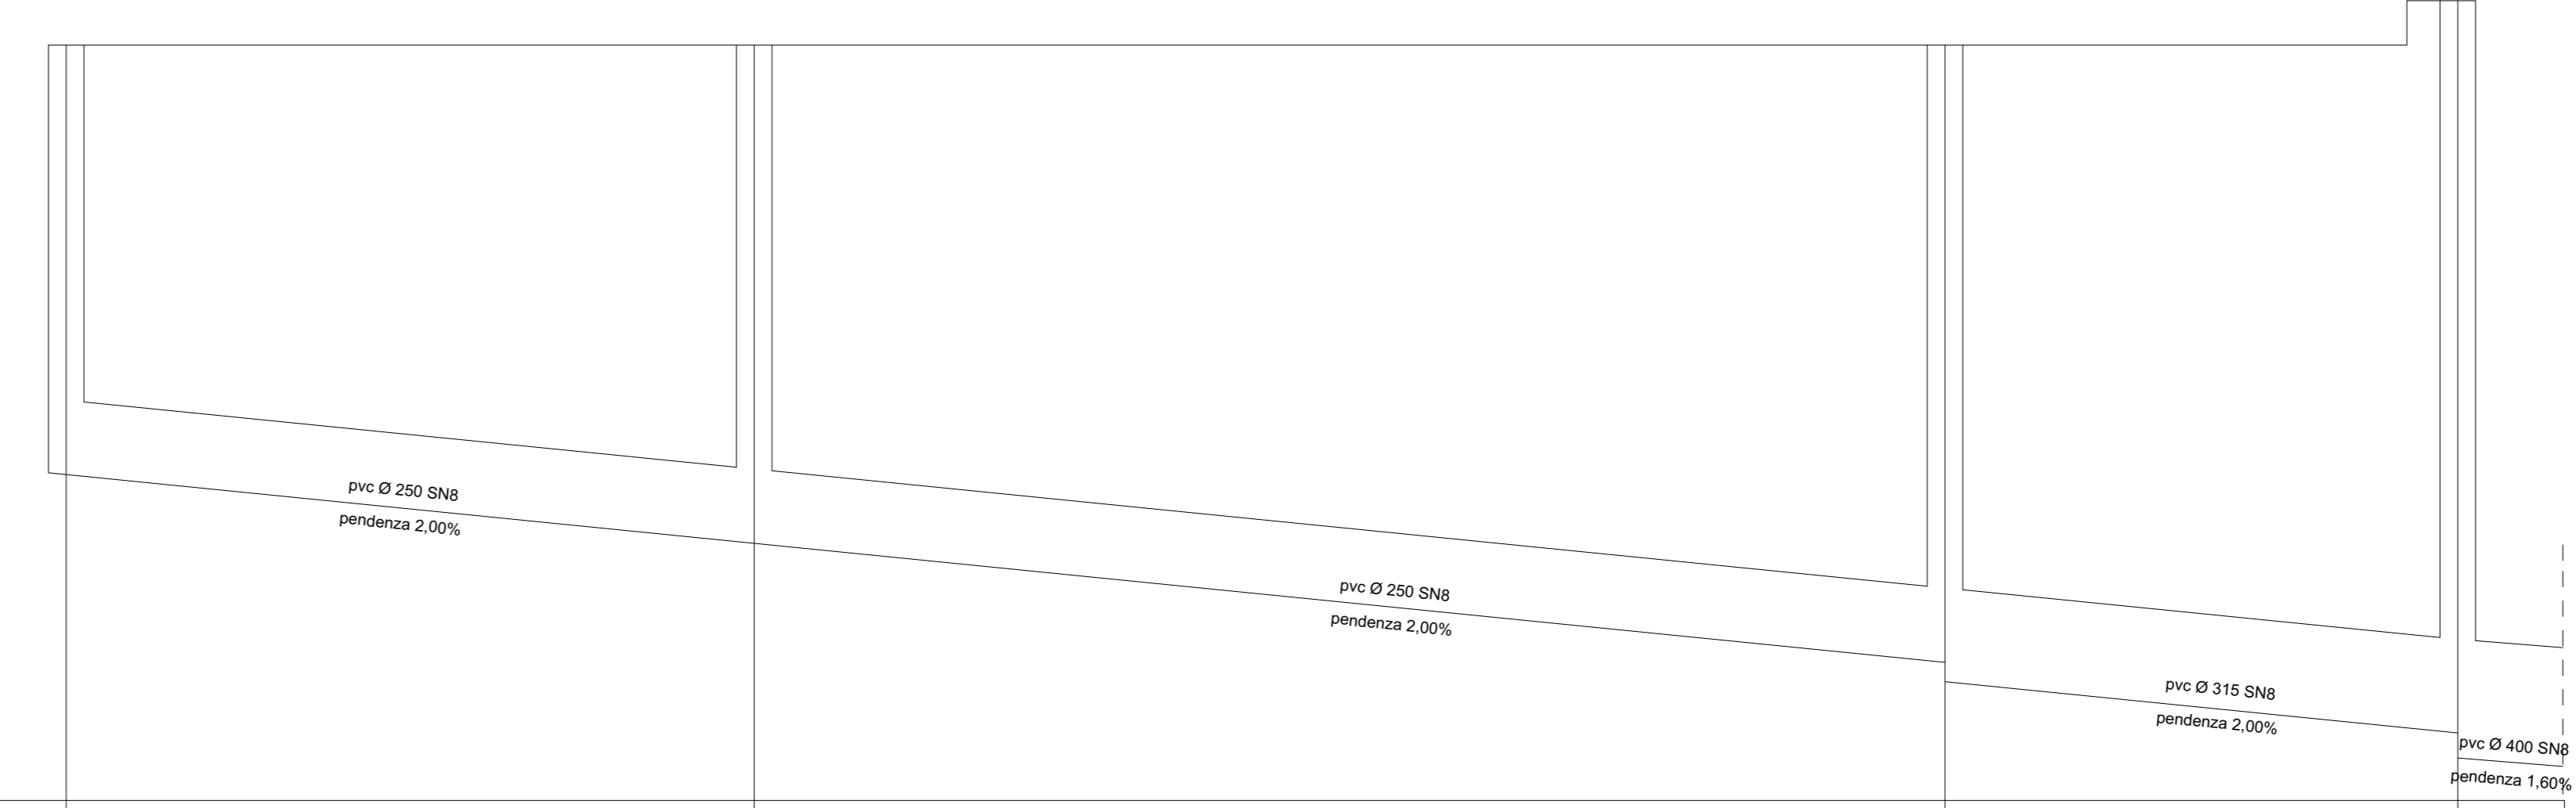 pvc Ø 250 SN8
pendenza 2,00%
pvc Ø 250 SN8
pendenza 2,00%
pvc Ø 315 SN8
pendenza 2,00%
pvc Ø 400 SN8
pendenza 1,60%